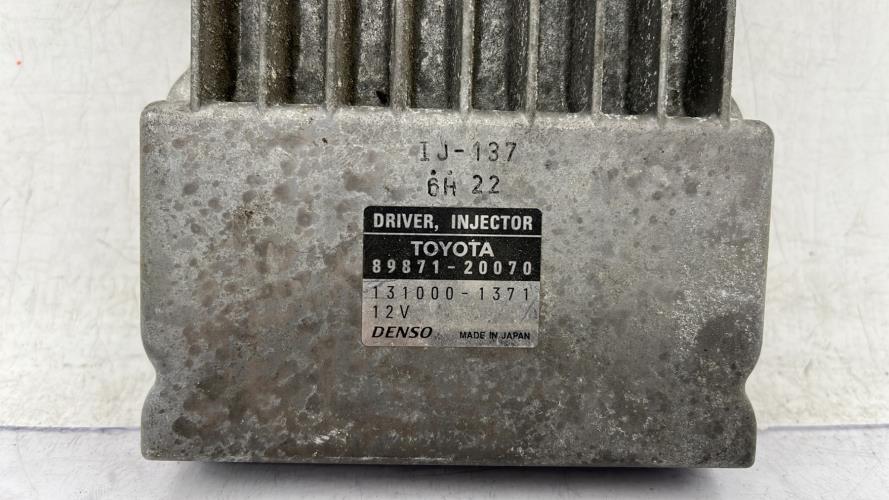 IJ-137
6H 22
DRIVER, INJECTOR
TOYOTA
89871-20070
131000-1371
12V
DENSO MADE IN JAPAN